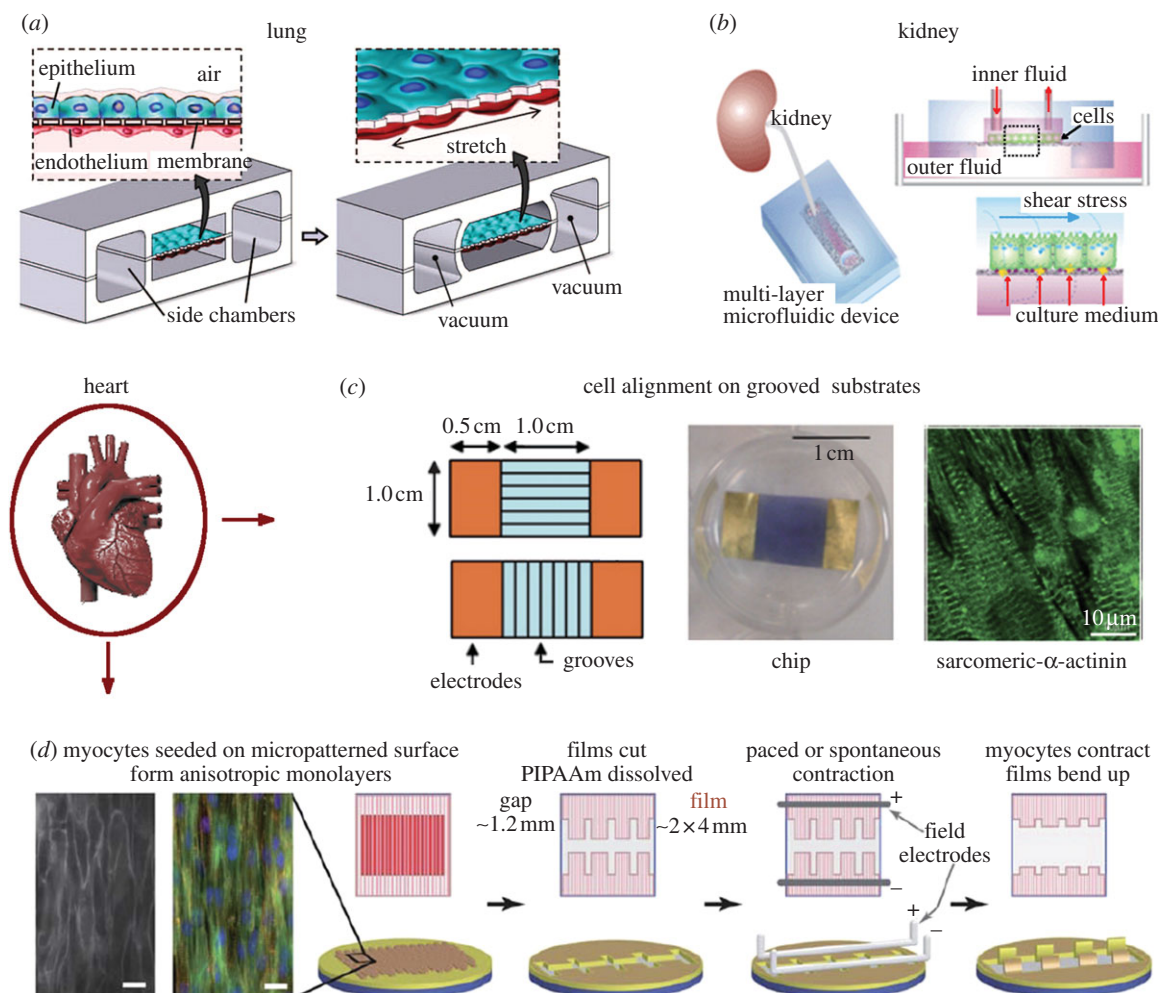 (a)
lung
epithelium
air
endothelium
membrane
stretch
side chambers
vacuum
vacuum
(b)
kidney
kidney
multi-layer
microfluidic device
inner fluid
cells
outer fluid
shear stress
culture medium
heart
(c)
cell alignment on grooved substrates
0.5 cm
1.0 cm
1.0 cm
electrodes
grooves
1 cm
chip
10 μm
sarcomeric-α-actinin
(d) myocytes seeded on micropatterned surface
form anisotropic monolayers
films cut
PIPAAm dissolved
gap
~1.2 mm
film
~2 × 4 mm
paced or spontaneous
contraction
+
–
field
electrodes
+
–
myocytes contract
films bend up